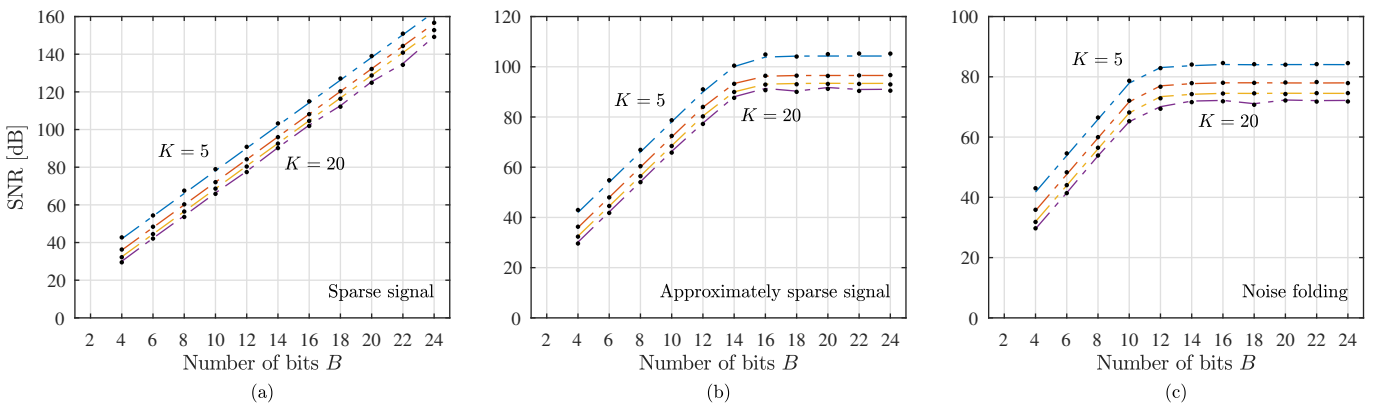 SNR [dB]
160
140
120
100
80
60
40
20
0
K = 5
K = 20
Sparse signal
2 4 6 8 10 12 14 16 18 20 22 24
Number of bits B
(a)
120
100
80
60
40
20
0
K = 5
K = 20
Approximately sparse signal
2 4 6 8 10 12 14 16 18 20 22 24
Number of bits B
(b)
100
80
60
40
20
0
K = 5
K = 20
Noise folding
2 4 6 8 10 12 14 16 18 20 22 24
Number of bits B
(c)